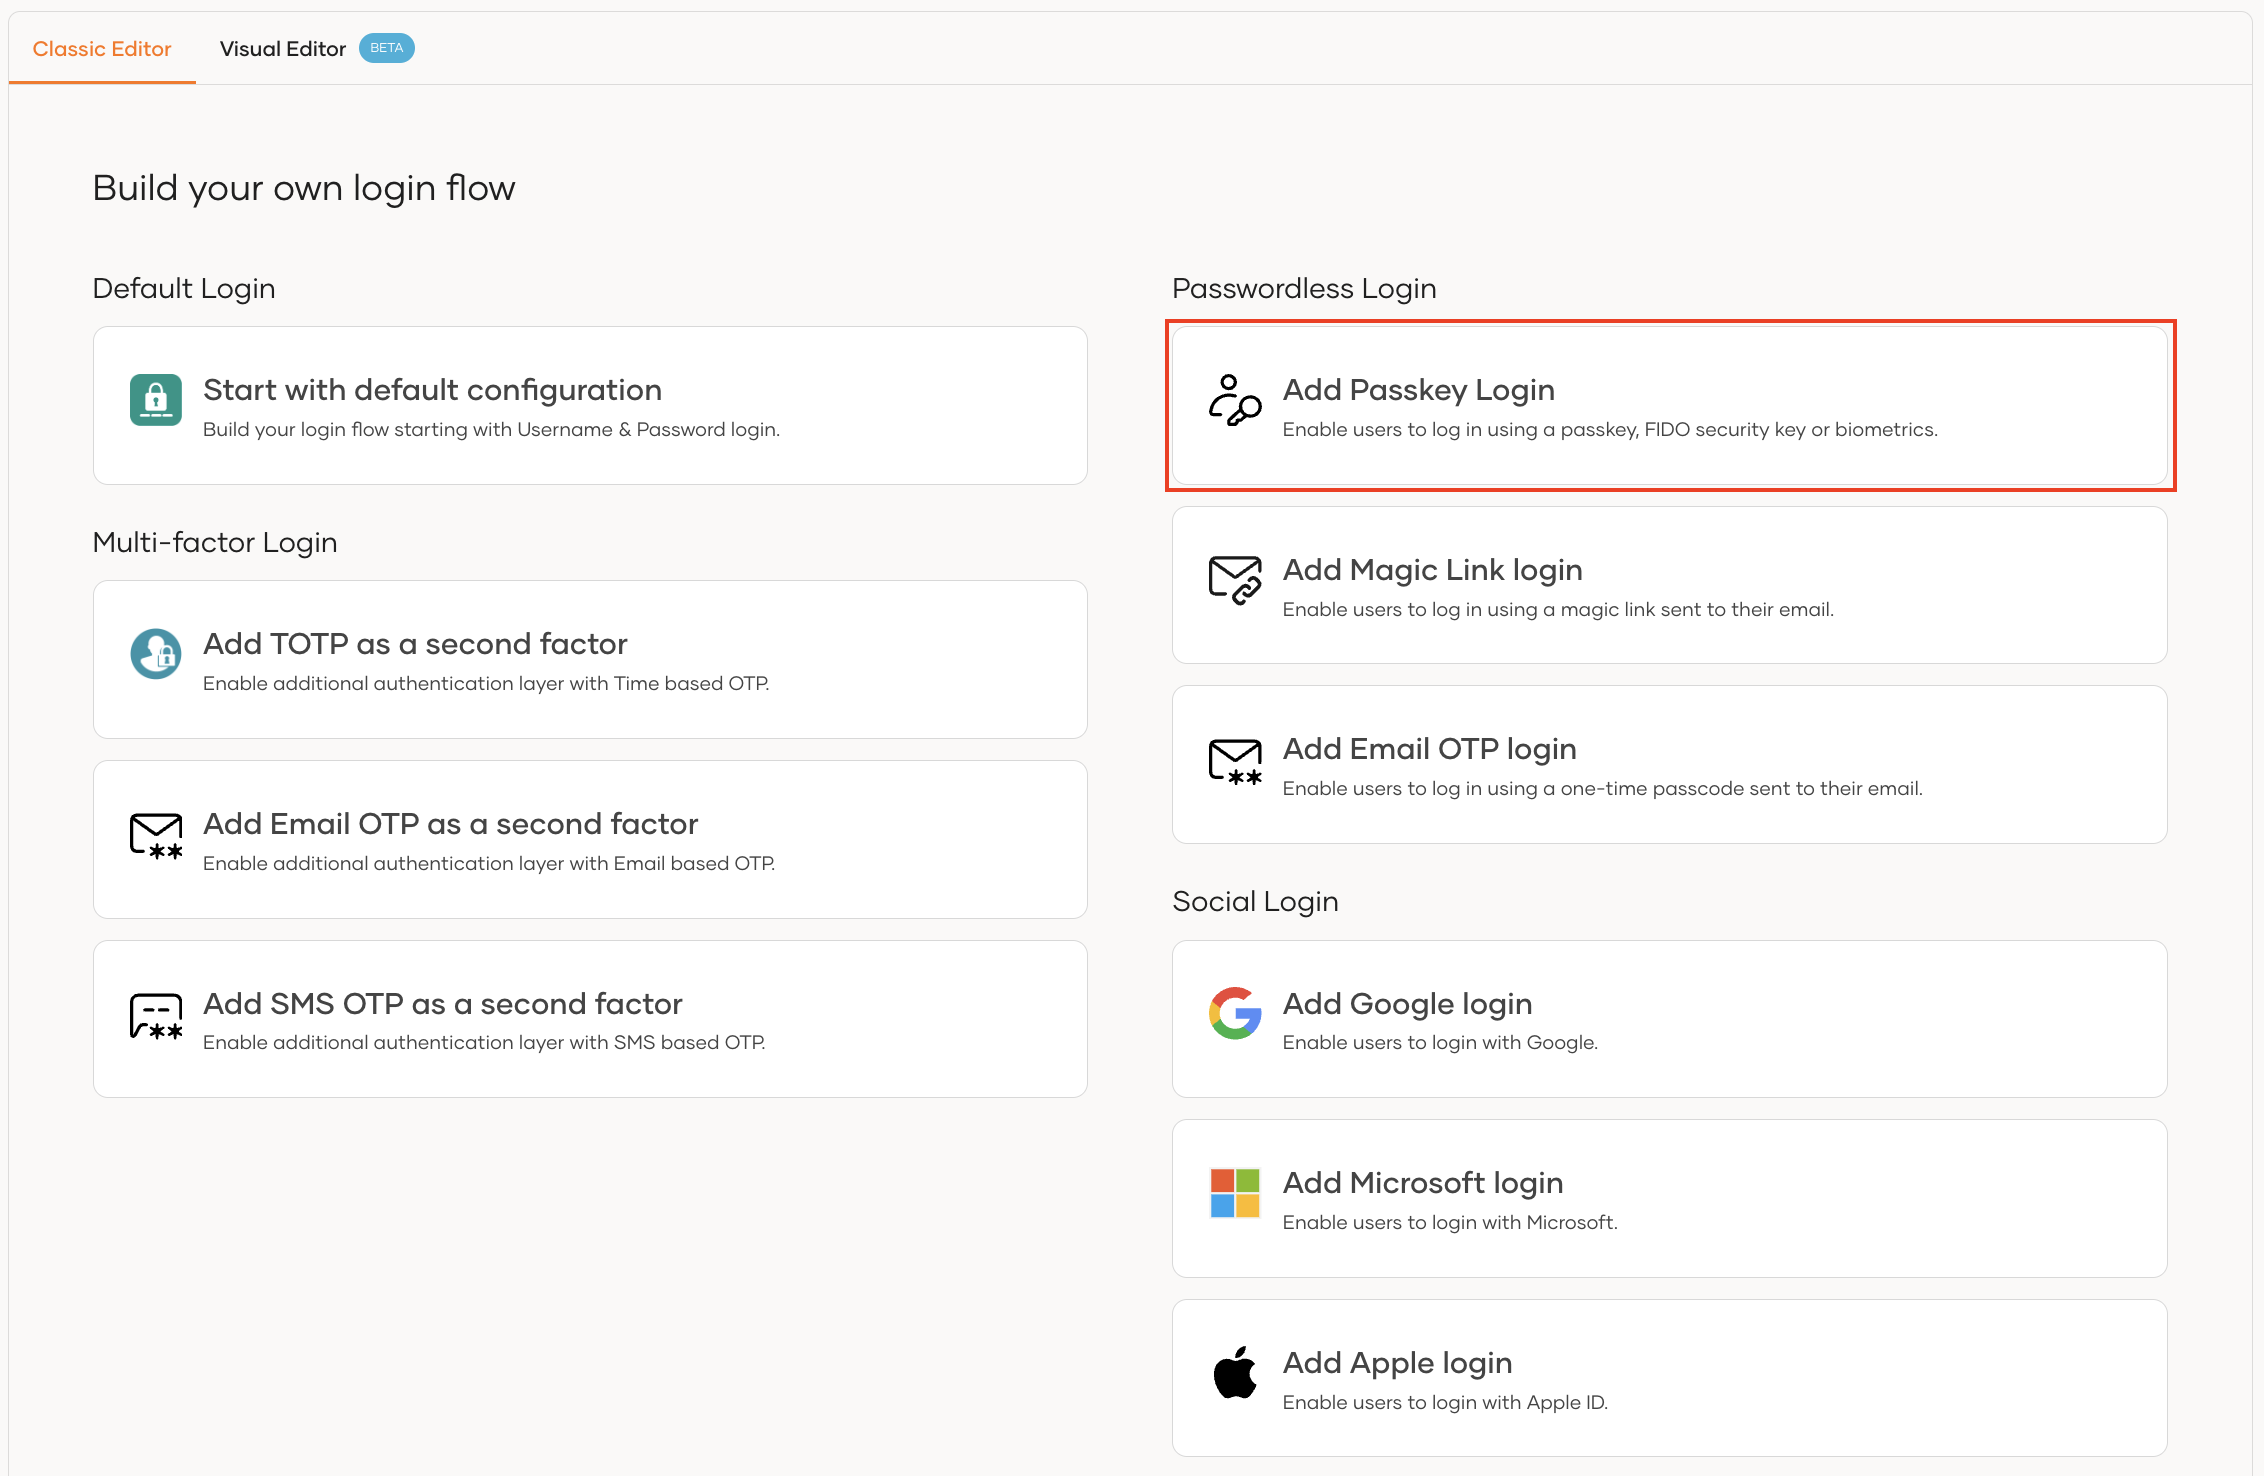 Classic Editor
Visual Editor
BETA
Build your own login flow
Default Login
Start with default configuration
Build your login flow starting with Username & Password login.
Multi-factor Login
Add TOTP as a second factor
Enable additional authentication layer with Time based OTP.
Add Email OTP as a second factor
Enable additional authentication layer with Email based OTP.
Add SMS OTP as a second factor
Enable additional authentication layer with SMS based OTP.
Passwordless Login
Add Passkey Login
Enable users to log in using a passkey, FIDO security key or biometrics.
Add Magic Link login
Enable users to log in using a magic link sent to their email.
Add Email OTP login
Enable users to log in using a one-time passcode sent to their email.
Social Login
Add Google login
Enable users to login with Google.
Add Microsoft login
Enable users to login with Microsoft.
Add Apple login
Enable users to login with Apple ID.